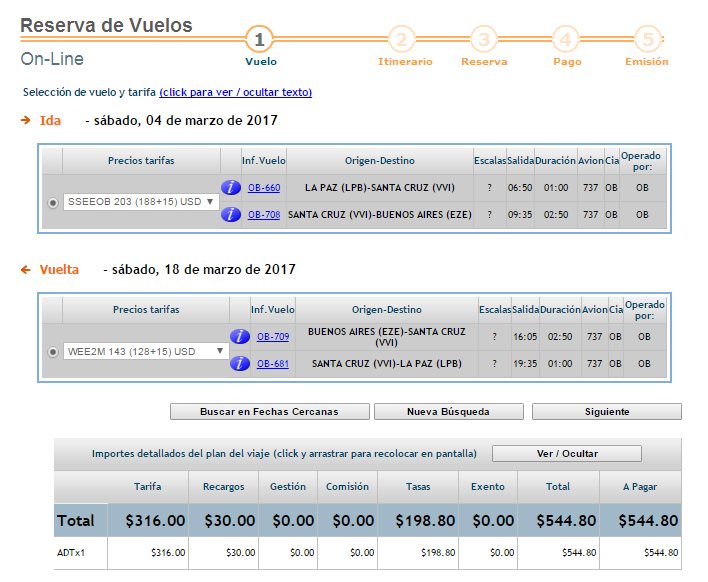 Reserva de Vuelos
On-Line
1 2 3 4 5
Vuelo Itinerario Reserva Pago Emisión
Selección de vuelo y tarifa (click para ver / ocultar texto)
Ida - sábado, 04 de marzo de 2017
Precios tarifas Inf.Vuelo Origen-Destino Escalas Salida Duración Avion Cia Operado por:
SSEEOB 203 (188+15) USD
i OB-660 LA PAZ (LPB)-SANTA CRUZ (VVI) ? 06:50 01:00 737 OB OB
i OB-708 SANTA CRUZ (VVI)-BUENOS AIRES (EZE) ? 09:35 02:50 737 OB OB
Vuelta - sábado, 18 de marzo de 2017
Precios tarifas Inf.Vuelo Origen-Destino Escalas Salida Duración Avion Cia Operado por:
WEE2M 143 (128+15) USD
i OB-709 BUENOS AIRES (EZE)-SANTA CRUZ (VVI) ? 16:05 02:50 737 OB OB
i OB-681 SANTA CRUZ (VVI)-LA PAZ (LPB) ? 19:35 01:00 737 OB OB
Buscar en Fechas Cercanas Nueva Búsqueda Siguiente
Importes detallados del plan del viaje (click y arrastrar para recolocar en pantalla) Ver / Ocultar
Tarifa Recargos Gestión Comisión Tasas Exento Total A Pagar
Total $316.00 $30.00 $0.00 $0.00 $198.80 $0.00 $544.80 $544.80
ADTx1 $316.00 $30.00 $0.00 $0.00 $198.80 $0.00 $544.80 $544.80